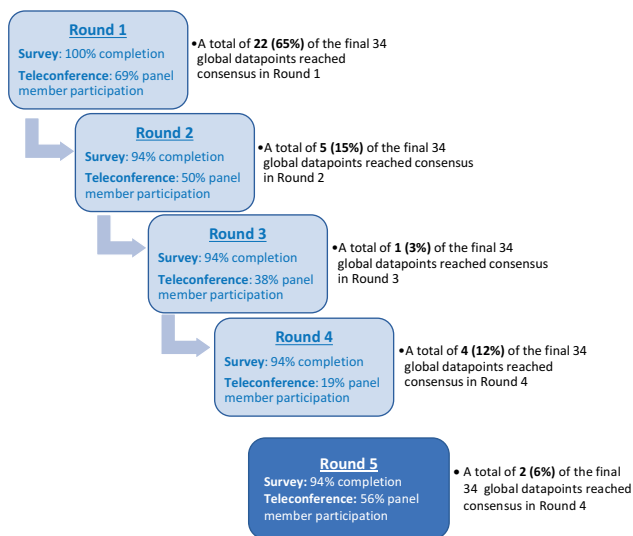 Round 1
Survey: 100% completion
Teleconference: 69% panel
member participation
•A total of 22 (65%) of the final 34
global datapoints reached
consensus in Round 1
Round 2
Survey: 94% completion
Teleconference: 50% panel
member participation
•A total of 5 (15%) of the final 34
global datapoints reached consensus
in Round 2
Round 3
Survey: 94% completion
Teleconference: 38% panel
member participation
•A total of 1 (3%) of the final 34
global datapoints reached consensus
in Round 3
Round 4
Survey: 94% completion
Teleconference: 19% panel
member participation
•A total of 4 (12%) of the final 34
global datapoints reached
consensus in Round 4
Round 5
Survey: 94% completion
Teleconference: 56% panel
member participation
• A total of 2 (6%) of the final
34 global datapoints reached
consensus in Round 4